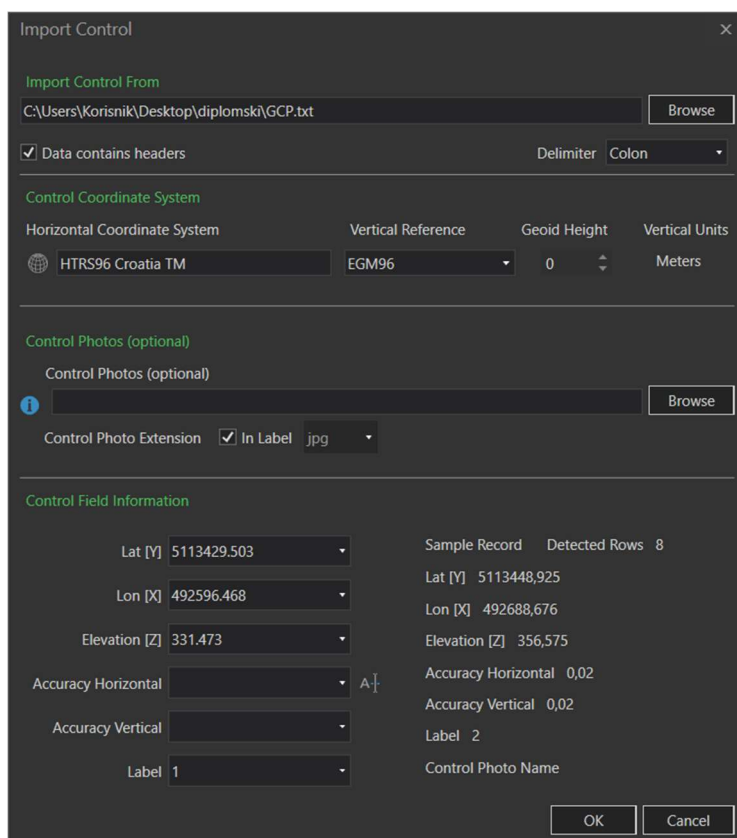 Import Control
Import Control From
C:\Users\Korisnik\Desktop\diplomski\GCP.txt Browse
Data contains headers Delimiter Colon
Control Coordinate System
Horizontal Coordinate System Vertical Reference Geoid Height Vertical Units
HTRS96 Croatia TM EGM96 0 Meters
Control Photos (optional)
Control Photos (optional)
Browse
Control Photo Extension In Label jpg
Control Field Information
Lat [Y] 5113429.503
Lon [X] 492596.468
Elevation [Z] 331.473
Accuracy Horizontal
Accuracy Vertical
Label 1
Sample Record Detected Rows 8
Lat [Y] 5113448,925
Lon [X] 492688,676
Elevation [Z] 356,575
Accuracy Horizontal 0,02
Accuracy Vertical 0,02
Label 2
Control Photo Name
OK Cancel